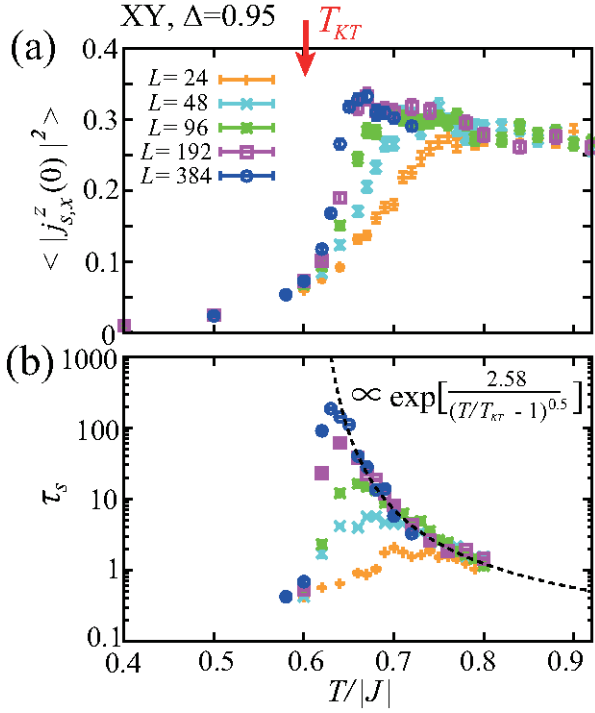 XY, Δ=0.95
T_KT
(a)
L= 24
L= 48
L= 96
L= 192
L= 384
< | j^z_{s,x}(0) |^2 >
0.4
0.3
0.2
0.1
0
(b)
1000
100
10
1
0.1
τ_s
∝ exp[ 2.58 / (T/T_KT - 1)^0.5 ]
0.4 0.5 0.6 0.7 0.8 0.9
T/|J|